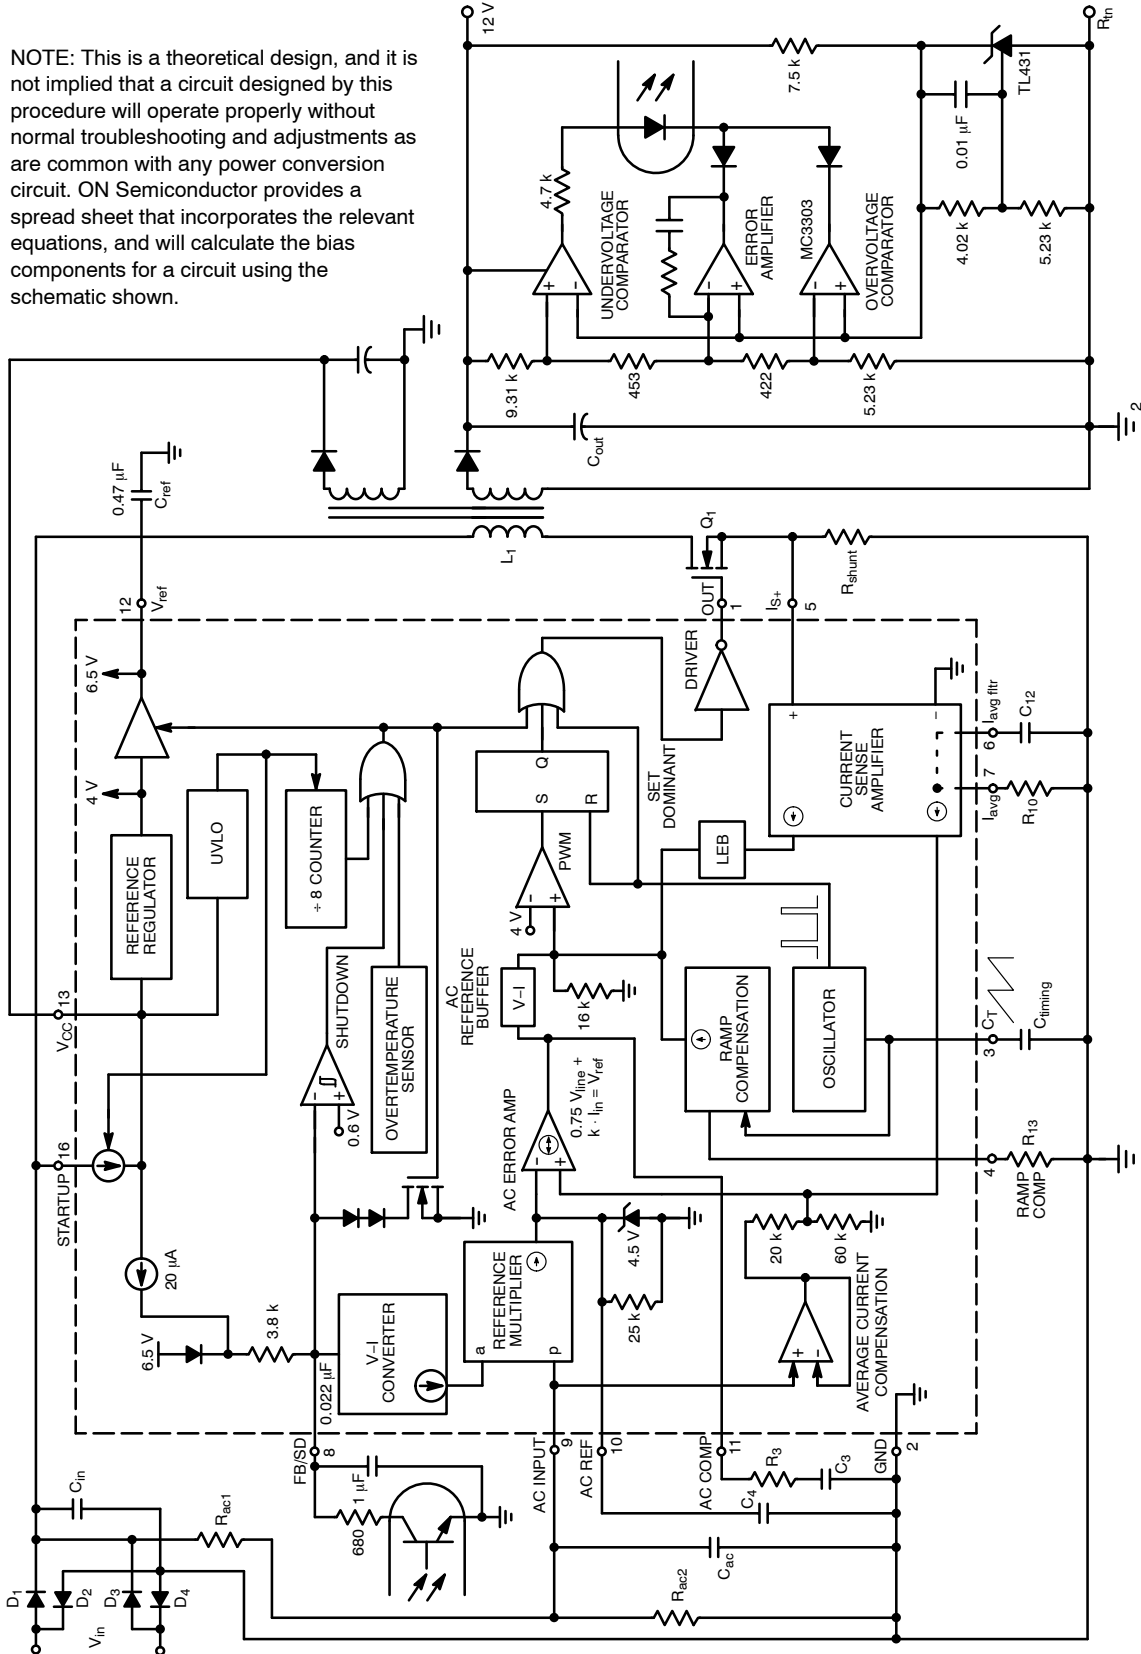 NOTE: This is a theoretical design, and it is
not implied that a circuit designed by this
procedure will operate properly without
normal troubleshooting and adjustments as
are common with any power conversion
circuit. ON Semiconductor provides a
spread sheet that incorporates the relevant
equations, and will calculate the bias
components for a circuit using the
schematic shown.
12 V
Rtn
7.5 k
TL431
0.01 µF
4.02 k
5.23 k
4.7 k
UNDERVOLTAGE
COMPARATOR
ERROR
AMPLIFIER
MC3303
OVERVOLTAGE
COMPARATOR
+
-
-
+
-
+
9.31 k
453
422
5.23 k
Cout
2
0.47 µF
Cref
L1
Q1
Rshunt
12
Vref
OUT
1
IS+
5
6.5 V
4 V
DRIVER
REFERENCE
REGULATOR
UVLO
÷ 8 COUNTER
Q
S
R
SET
DOMINANT
+
-
CURRENT
SENSE
AMPLIFIER
Iavg fltr
6
C12
Iavg
7
R10
PWM
-
+
4 V
LEB
VCC
13
SHUTDOWN
-
+
0.6 V
OVERTEMPERATURE
SENSOR
AC
REFERENCE
BUFFER
V-I
16 k
RAMP
COMPENSATION
OSCILLATOR
3
CT
Ctiming
STARTUP
16
20 µA
AC ERROR AMP
-
+
0.75 Vline +
k · Iin = Vref
4
RAMP
COMP
R13
6.5 V
3.8 k
0.022 µF
V-I
CONVERTER
a
REFERENCE
MULTIPLIER
p
4.5 V
25 k
20 k
60 k
+
-
AVERAGE CURRENT
COMPENSATION
FB/SD
8
AC INPUT
9
AC REF
10
AC COMP
11
GND
2
680
1 µF
R3
C3
C4
Cac
Rac2
Cin
Rac1
D1
D2
D3
D4
Vin